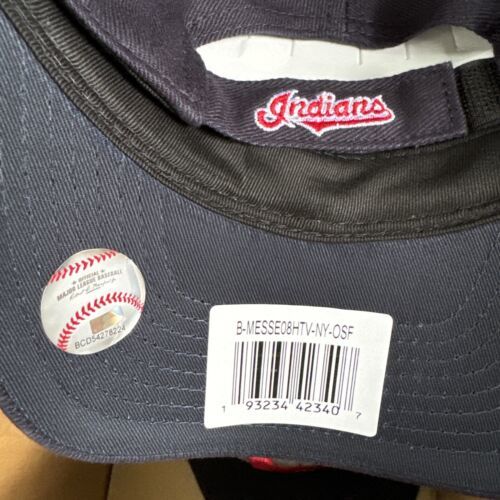 Indians
OFFICIAL
MAJOR LEAGUE BASEBALL
BCD54278224
B-MESSE08HTV-NY-OSF
1 93234 42340 7